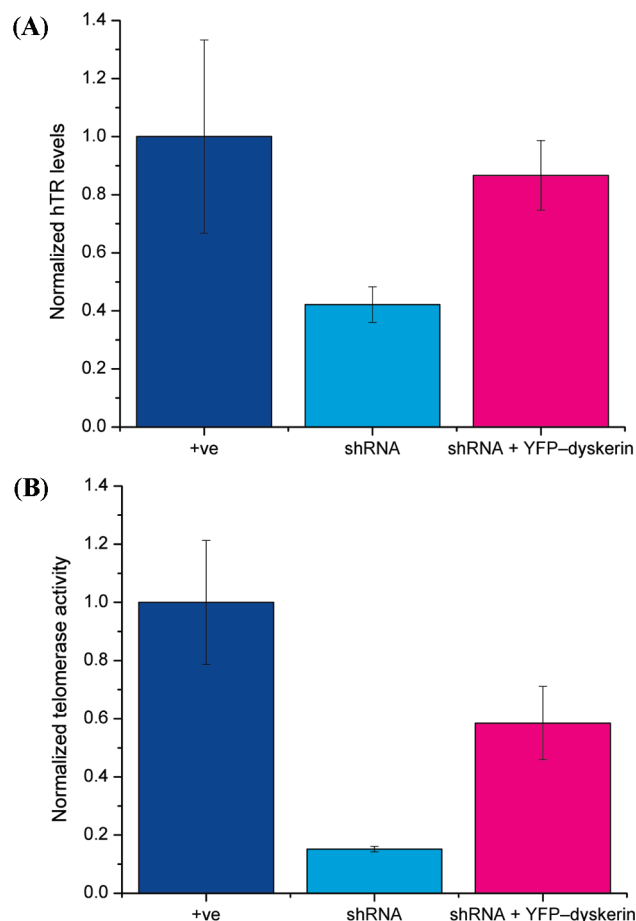 (A)
Normalized hTR levels
1.4
1.2
1.0
0.8
0.6
0.4
0.2
0.0
+ve
shRNA
shRNA + YFP–dyskerin
(B)
Normalized telomerase activity
1.4
1.2
1.0
0.8
0.6
0.4
0.2
0.0
+ve
shRNA
shRNA + YFP–dyskerin